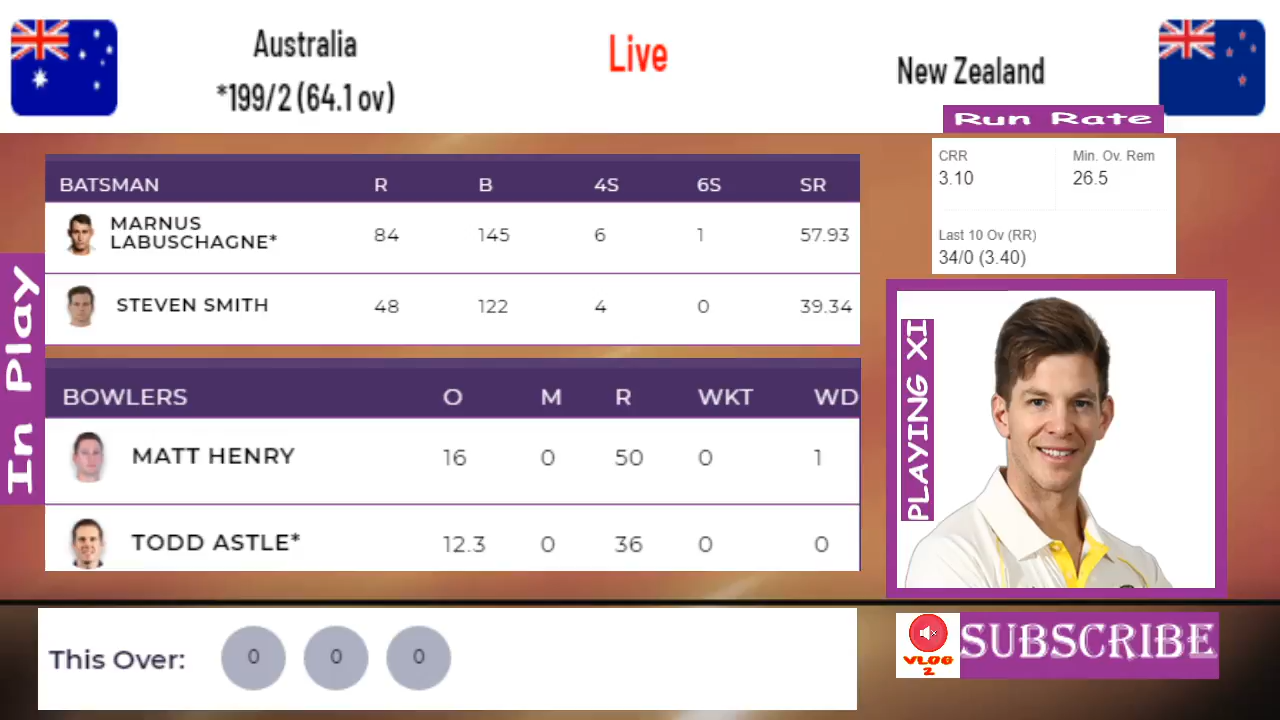 Australia
*199/2 (64.1 ov)
Live
New Zealand
Run Rate
CRR
3.10
Min. Ov. Rem
26.5
Last 10 Ov (RR)
34/0 (3.40)
In Play
BATSMAN R B 4S 6S SR
MARNUS
LABUSCHAGNE* 84 145 6 1 57.93
STEVEN SMITH 48 122 4 0 39.34
BOWLERS O M R WKT WD
MATT HENRY 16 0 50 0 1
TODD ASTLE* 12.3 0 36 0 0
PLAYING XI
This Over: 0 0 0
VLOG
2
SUBSCRIBE